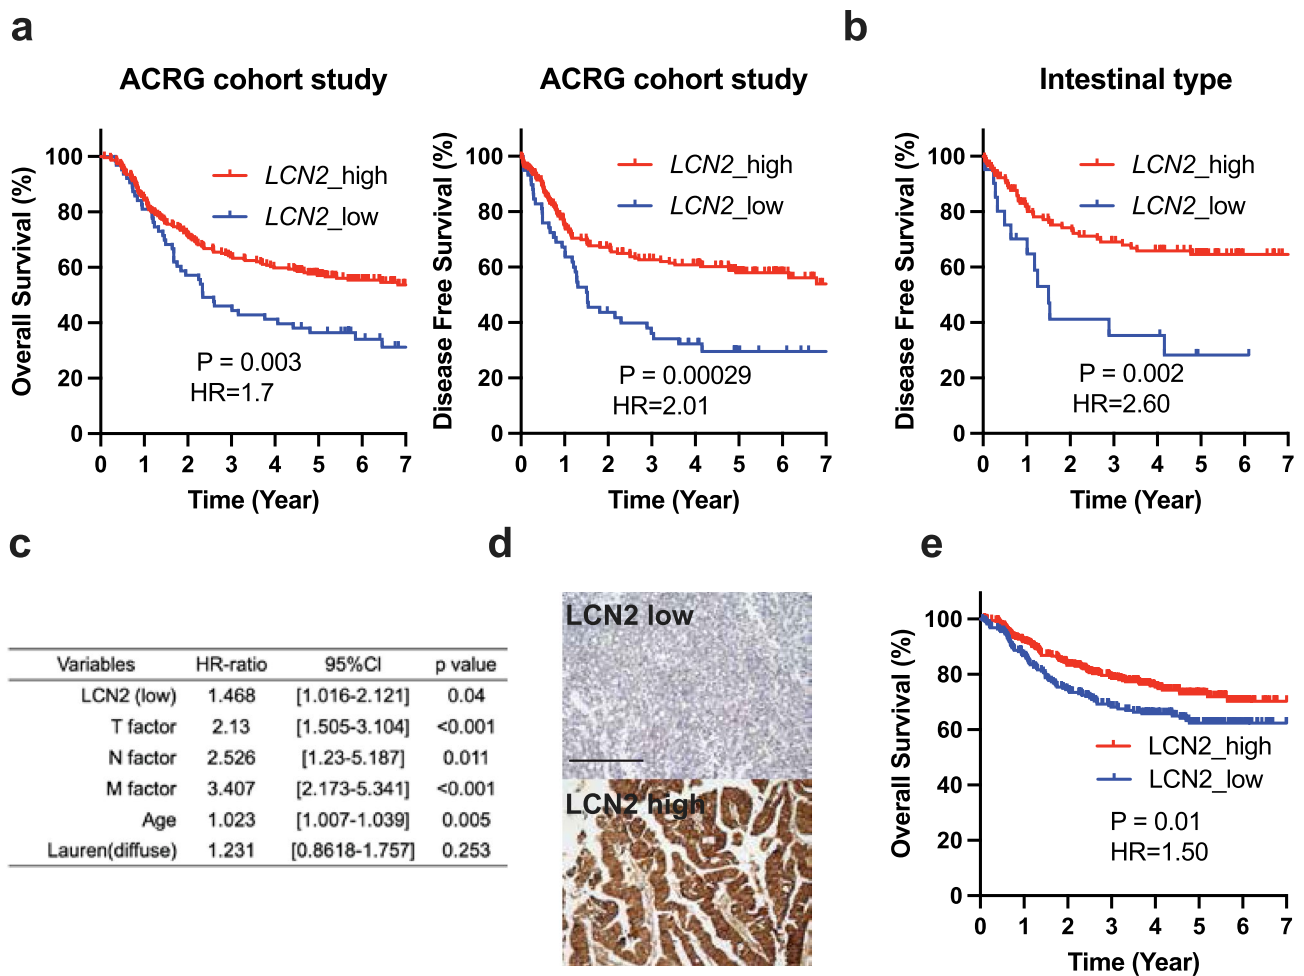 a
ACRG cohort study
Overall Survival (%)
100
80
60
40
20
0
LCN2_high
LCN2_low
P = 0.003
HR=1.7
0 1 2 3 4 5 6 7
Time (Year)
ACRG cohort study
Disease Free Survival (%)
100
80
60
40
20
0
LCN2_high
LCN2_low
P = 0.00029
HR=2.01
0 1 2 3 4 5 6 7
Time (Year)
b
Intestinal type
Disease Free Survival (%)
100
80
60
40
20
0
LCN2_high
LCN2_low
P = 0.002
HR=2.60
0 1 2 3 4 5 6 7
Time (Year)
c
Variables HR-ratio 95%CI p value
LCN2 (low) 1.468 [1.016-2.121] 0.04
T factor 2.13 [1.505-3.104] <0.001
N factor 2.526 [1.23-5.187] 0.011
M factor 3.407 [2.173-5.341] <0.001
Age 1.023 [1.007-1.039] 0.005
Lauren(diffuse) 1.231 [0.8618-1.757] 0.253
d
LCN2 low
LCN2 high
e
Overall Survival (%)
100
80
60
40
20
0
LCN2_high
LCN2_low
P = 0.01
HR=1.50
0 1 2 3 4 5 6 7
Time (Year)